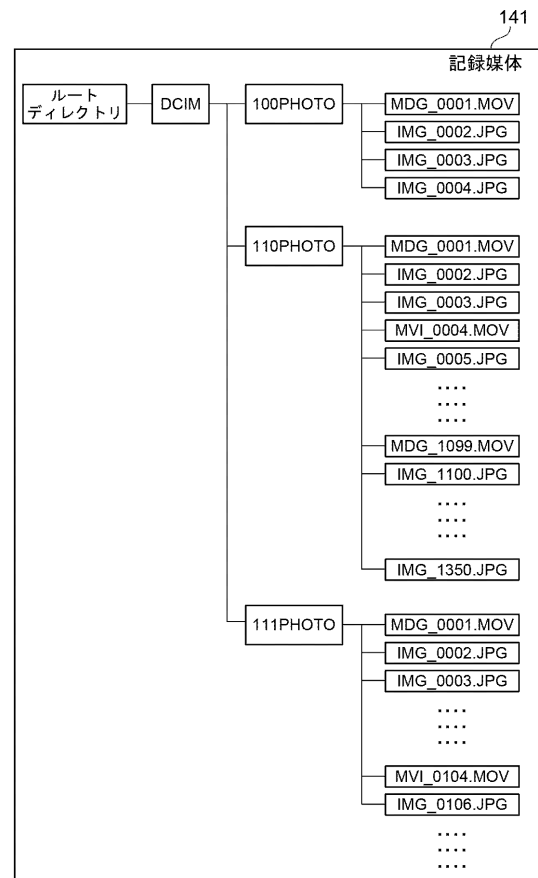 141
記録媒体
ルート
ディレクトリ
DCIM
100PHOTO
MDG_0001.MOV
IMG_0002.JPG
IMG_0003.JPG
IMG_0004.JPG
110PHOTO
MDG_0001.MOV
IMG_0002.JPG
IMG_0003.JPG
MVI_0004.MOV
IMG_0005.JPG
....
....
....
MDG_1099.MOV
IMG_1100.JPG
....
....
....
IMG_1350.JPG
111PHOTO
MDG_0001.MOV
IMG_0002.JPG
IMG_0003.JPG
....
....
....
MVI_0104.MOV
IMG_0106.JPG
....
....
....